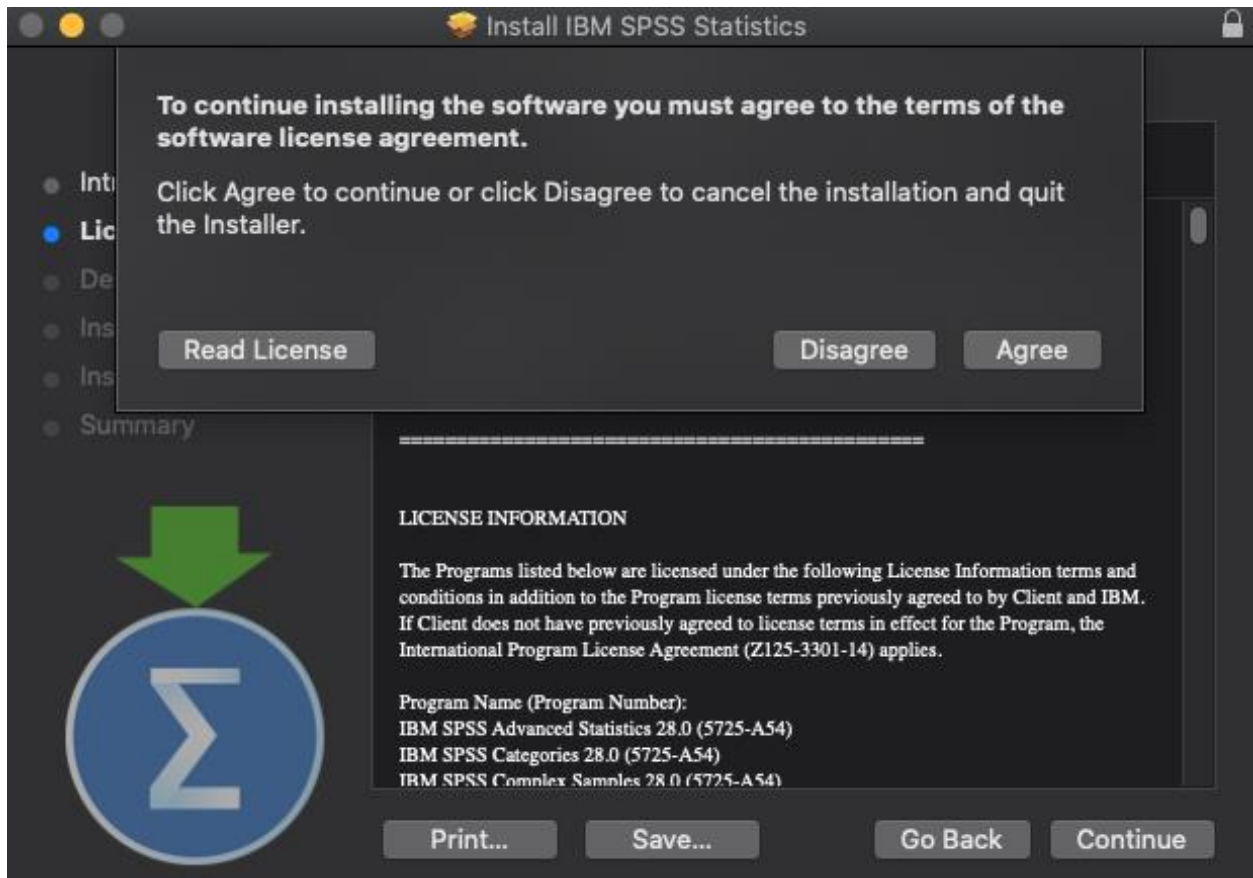 Install IBM SPSS Statistics
To continue installing the software you must agree to the terms of the
software license agreement.
Click Agree to continue or click Disagree to cancel the installation and quit
the Installer.
Read License
Disagree
Agree
Int
Lic
De
Ins
Ins
Summary
==============================================
LICENSE INFORMATION
The Programs listed below are licensed under the following License Information terms and
conditions in addition to the Program license terms previously agreed to by Client and IBM.
If Client does not have previously agreed to license terms in effect for the Program, the
International Program License Agreement (Z125-3301-14) applies.
Program Name (Program Number):
IBM SPSS Advanced Statistics 28.0 (5725-A54)
IBM SPSS Categories 28.0 (5725-A54)
IBM SPSS Complex Samples 28.0 (5725-A54)
Σ
Print...
Save...
Go Back
Continue